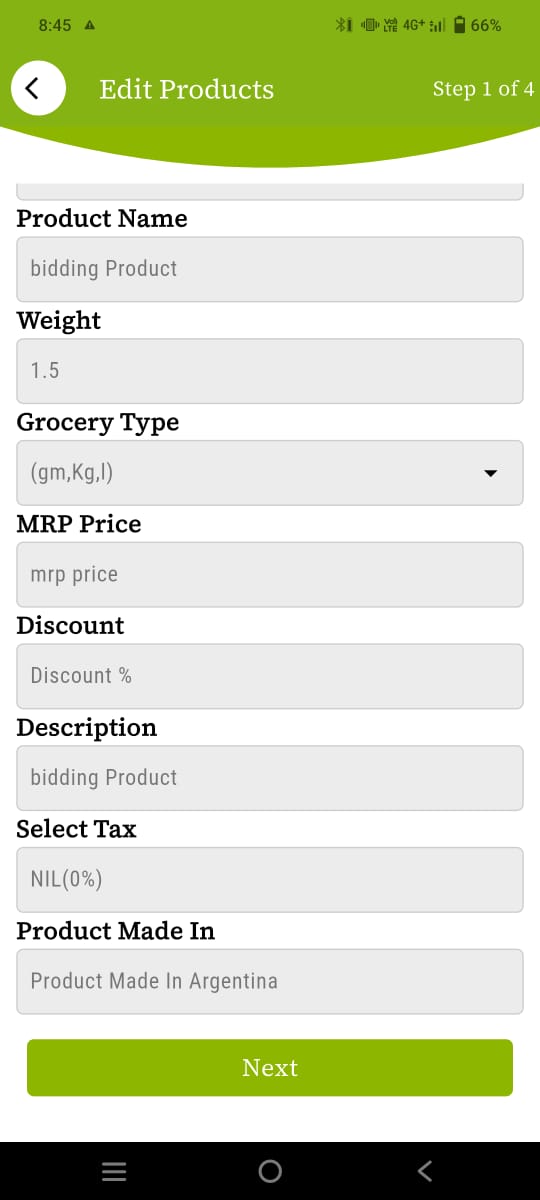 8:45
Vo) LTE 4G+ 66%
Edit Products
Step 1 of 4
Product Name
bidding Product
Weight
1.5
Grocery Type
(gm,Kg,l)
MRP Price
mrp price
Discount
Discount %
Description
bidding Product
Select Tax
NIL(0%)
Product Made In
Product Made In Argentina
Next